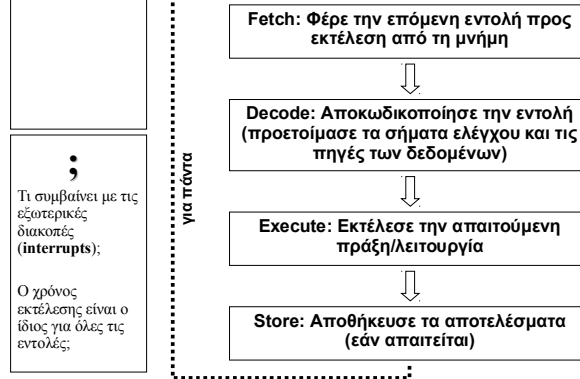 ;
Τι συμβαίνει με τις
εξωτερικές
διακοπές
(interrupts);
Ο χρόνος
εκτέλεσης είναι ο
ίδιος για όλες τις
εντολές;
για πάντα
Fetch: Φέρε την επόμενη εντολή προς
εκτέλεση από τη μνήμη
Decode: Αποκωδικοποίησε την εντολή
(προετοίμασε τα σήματα ελέγχου και τις
πηγές των δεδομένων)
Execute: Εκτέλεσε την απαιτούμενη
πράξη/λειτουργία
Store: Αποθήκευσε τα αποτελέσματα
(εάν απαιτείται)